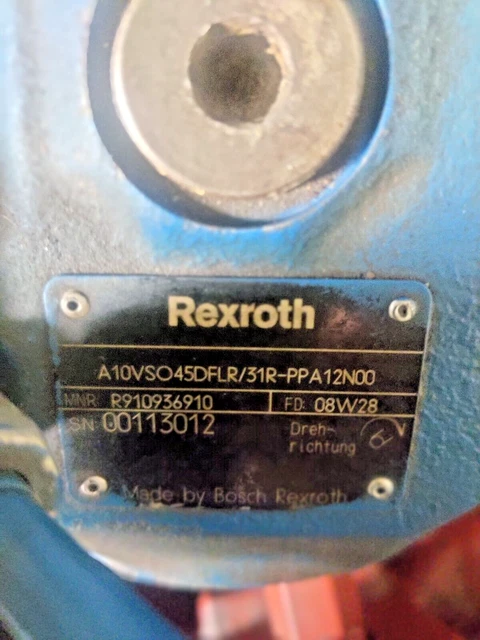 Rexroth
A10VSO45DFLR/31R-PPA12N00
MNR: R910936910 FD: 08W28
SN: 00113012 Dreh-
richtung
Made by Bosch Rexroth